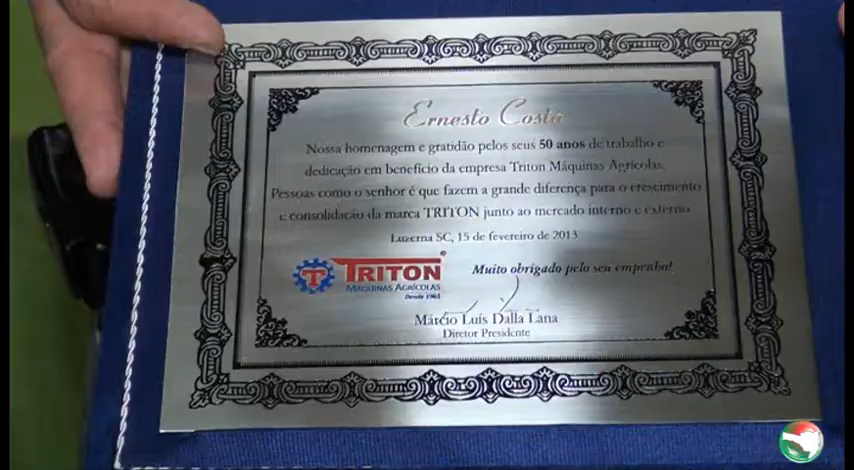 Ernesto Costa
Nossa homenagem e gratidão pelos seus 50 anos de trabalho e
dedicação em benefício da empresa Triton Máquinas Agrícolas.
Pessoas como o senhor é que fazem a grande diferença para o crescimento
e consolidação da marca TRITON junto ao mercado interno e externo
Luzerna SC, 15 de fevereiro de 2013
T TRITON ®
MÁQUINAS AGRÍCOLAS
Desde 1961
Muito obrigado pelo seu empenho!
Márcio Luís Dalla Lana
Diretor Presidente